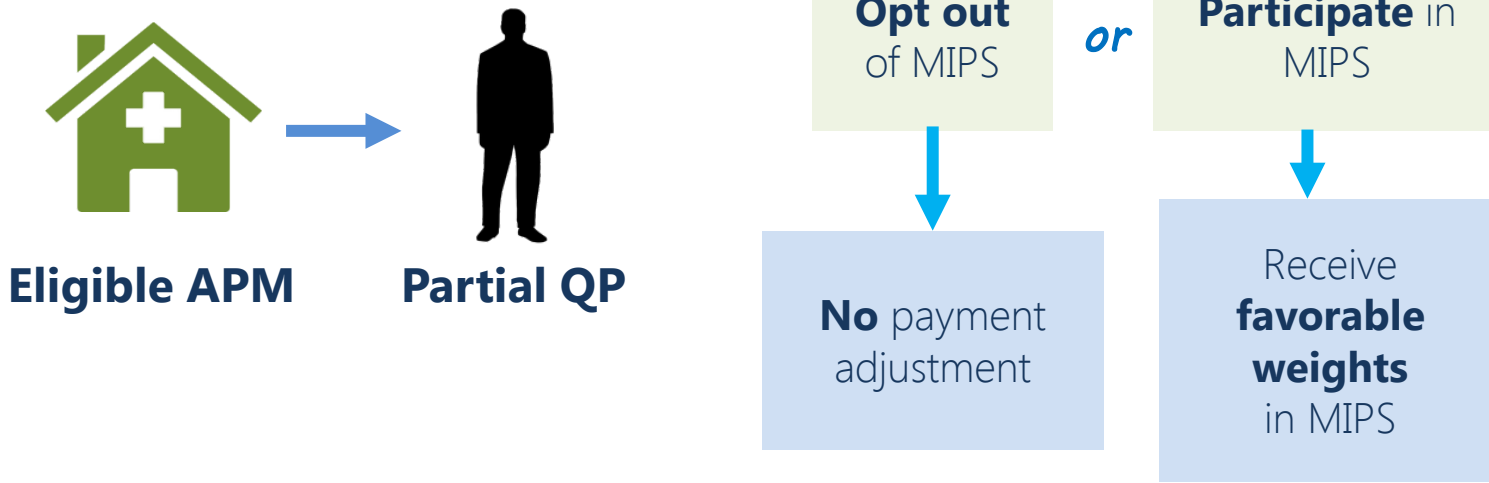 Eligible APM
Partial QP
Opt out
of MIPS
or
Participate in
MIPS
No payment
adjustment
Receive
favorable
weights
in MIPS